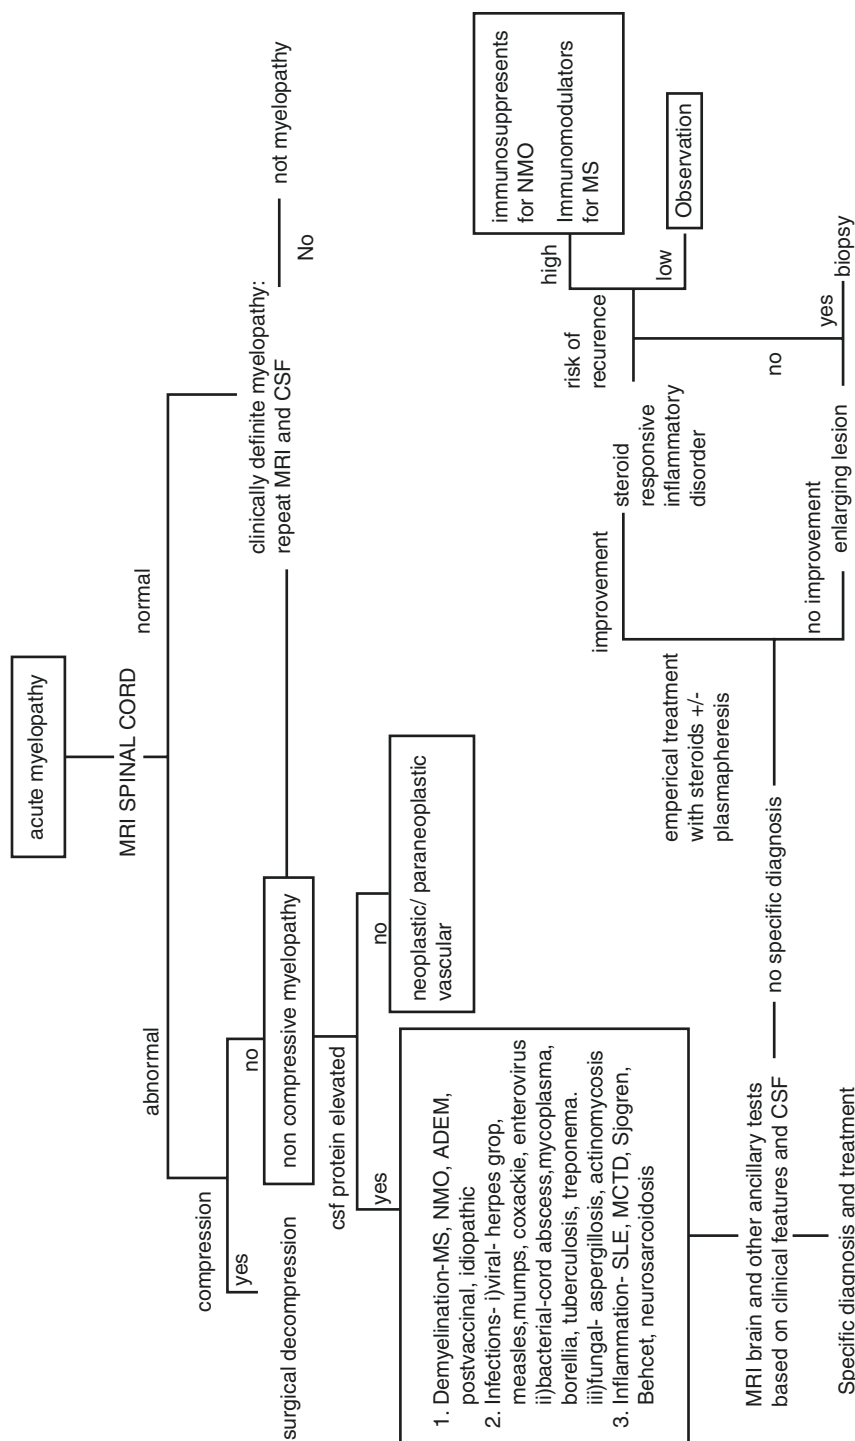 acute myelopathy
MRI SPINAL CORD
abnormal
normal
compression
yes
no
surgical decompression
non compressive myelopathy
clinically definite myelopathy:
repeat MRI and CSF
No
not myelopathy
csf protein elevated
yes
no
neoplastic/ paraneoplastic
vascular
1. Demyelination-MS, NMO, ADEM,
postvaccinal, idiopathic
2. Infections- i)viral- herpes grop,
measles,mumps, coxackie, enterovirus
ii)bacterial-cord abscess,mycoplasma,
borellia, tuberculosis, treponema.
iii)fungal- aspergillosis, actinomycosis
3. Inflammation- SLE, MCTD, Sjogren,
Behcet, neurosarcoidosis
MRI brain and other ancillary tests
based on clinical features and CSF
Specific diagnosis and treatment
no specific diagnosis
emperical treatment
with steroids +/-
plasmapheresis
improvement
no improvement
steroid
responsive
inflammatory
disorder
enlarging lesion
risk of
recurence
high
low
immunosuppresents
for NMO
Immunomodulators
for MS
Observation
no
yes
biopsy